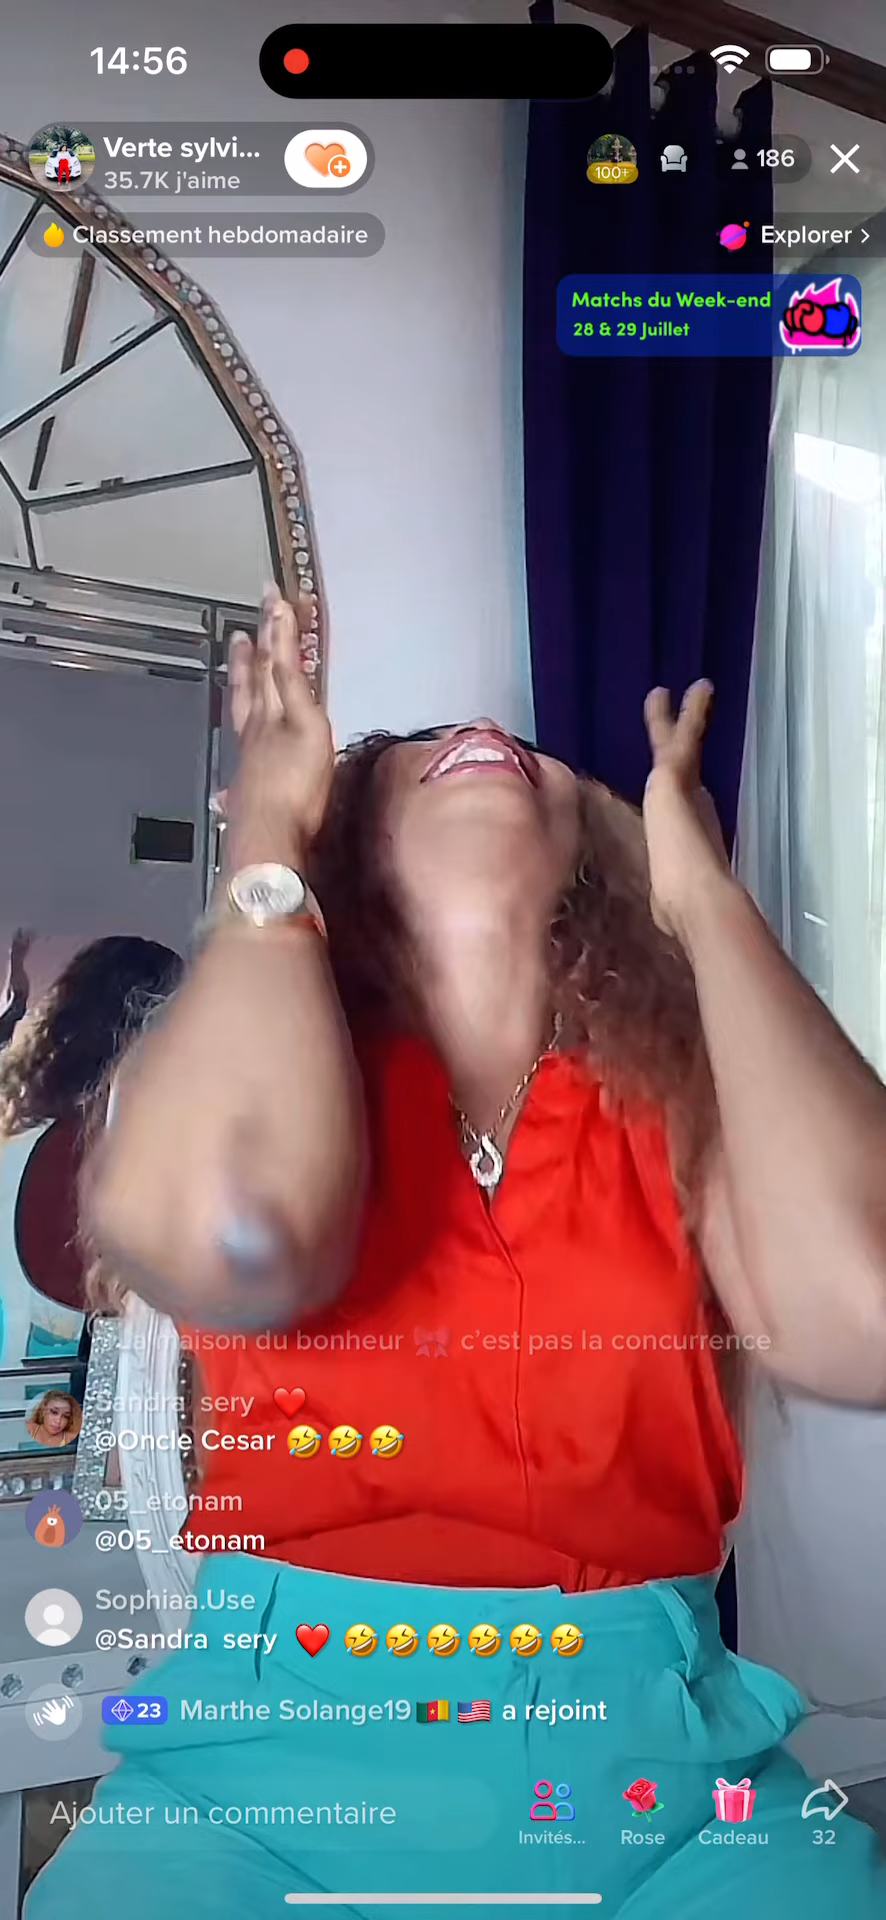 14:56
Verte sylvi...
35.7K j'aime
100+
186
Classement hebdomadaire
Explorer >
Matchs du Week-end
28 & 29 Juillet
maison du bonheur 🎀 c'est pas la concurrence
Sandra sery ❤️
@Oncle Cesar 🤣🤣🤣
05_etonam
@05_etonam
Sophiaa.Use
@Sandra sery ❤️ 🤣🤣🤣🤣🤣🤣
23 Marthe Solange19🇨🇲🇺🇸 a rejoint
Ajouter un commentaire
Invités...
Rose
Cadeau
32